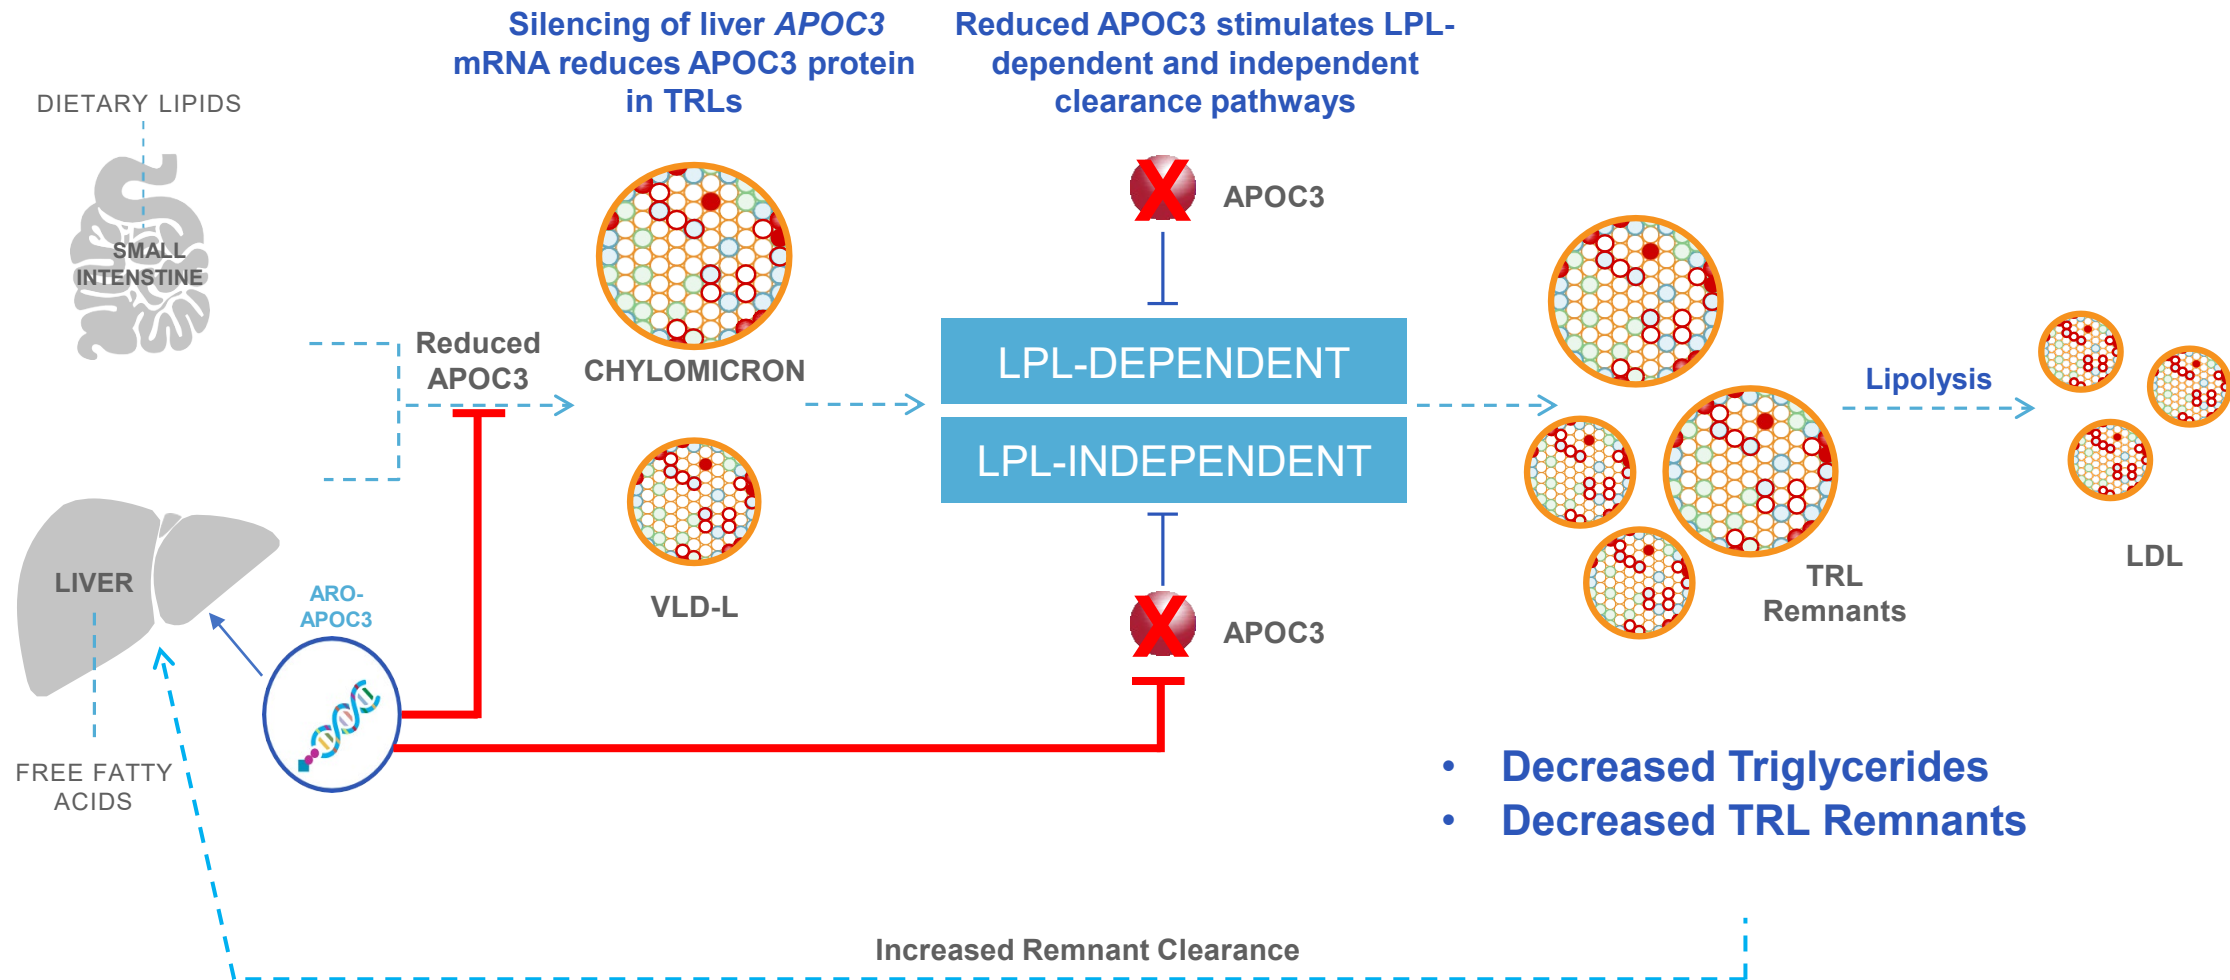 Silencing of liver APOC3
mRNA reduces APOC3 protein
in TRLs
Reduced APOC3 stimulates LPL-
dependent and independent
clearance pathways
DIETARY LIPIDS
SMALL
INTENSTINE
Reduced
APOC3
CHYLOMICRON
VLD-L
X
APOC3
LPL-DEPENDENT
LPL-INDEPENDENT
X
APOC3
TRL
Remnants
Lipolysis
LDL
LIVER
ARO-
APOC3
FREE FATTY
ACIDS
• Decreased Triglycerides
• Decreased TRL Remnants
Increased Remnant Clearance